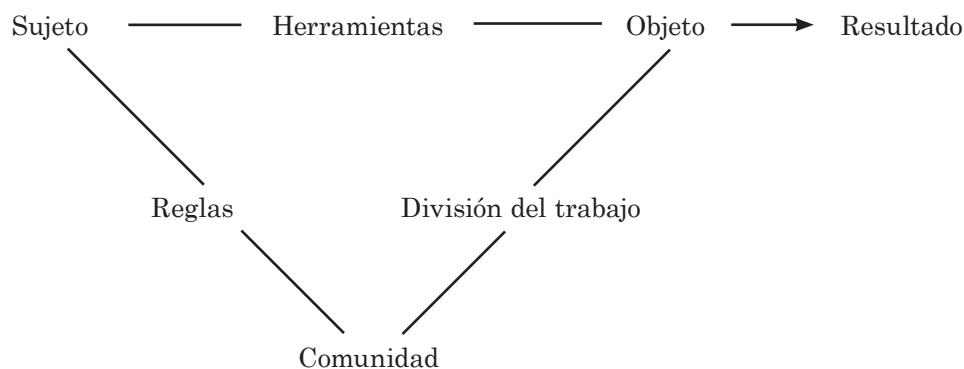 Sujeto Herramientas Objeto Resultado
Reglas División del trabajo
Comunidad